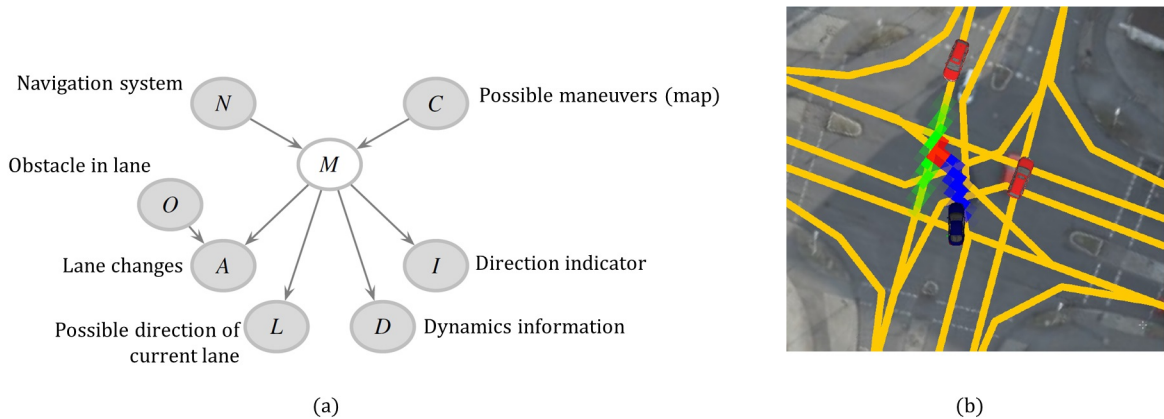 Navigation system
N
C
Possible maneuvers (map)
M
Obstacle in lane
O
Lane changes
A
I
Direction indicator
Possible direction of
current lane
L
D
Dynamics information
(a)
(b)